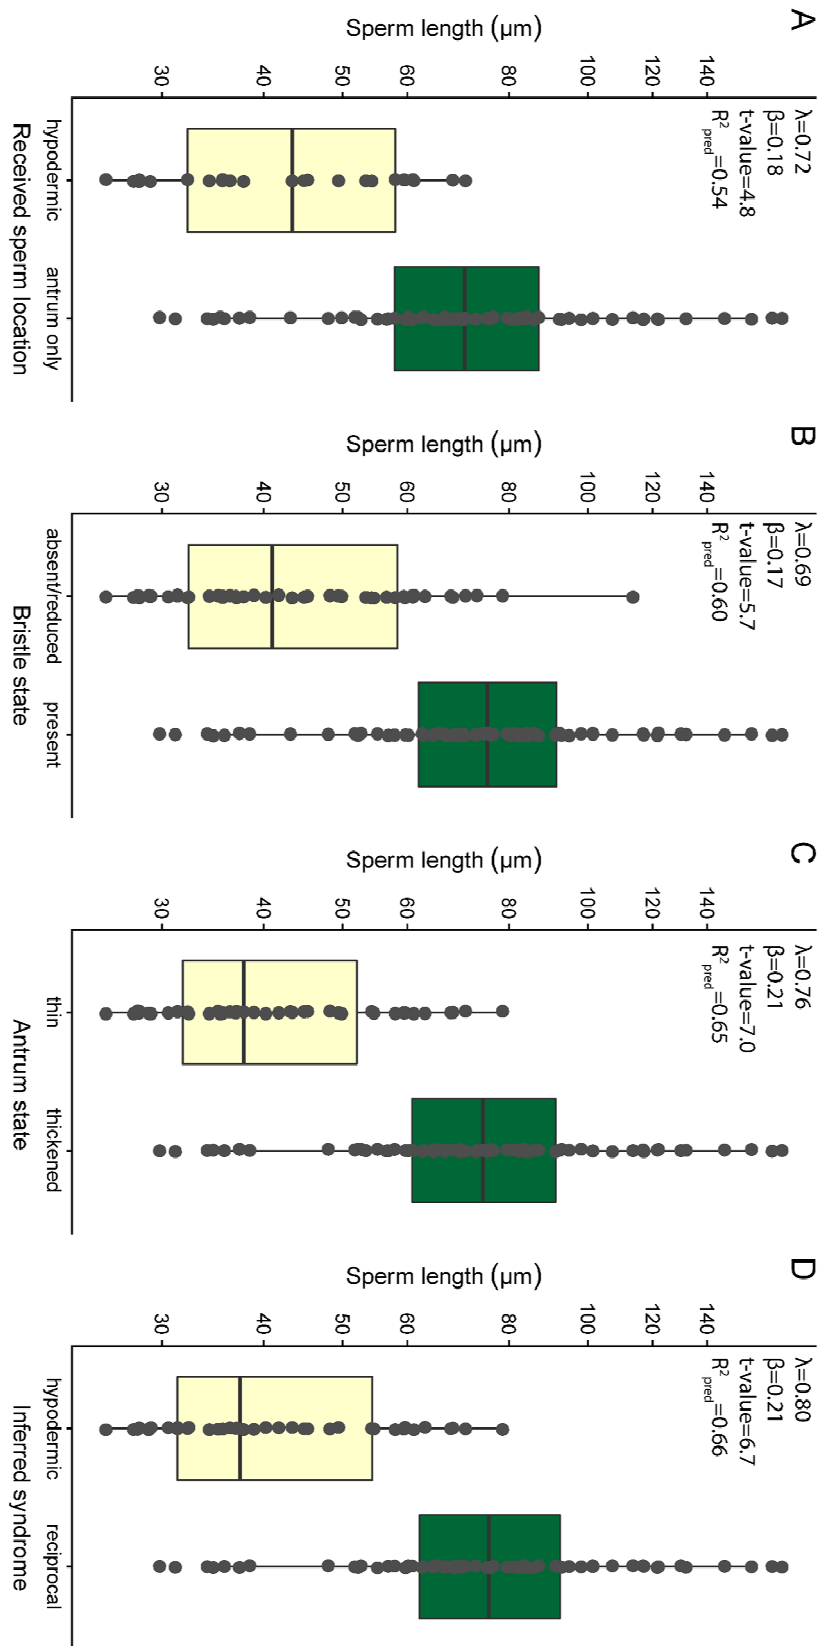 A
Sperm length (µm)
140
120
100
80
60
50
40
30
λ=0.72
β=0.18
t-value=4.8
R²pred=0.54
hypodermic
antrum only
Received sperm location
B
Sperm length (µm)
140
120
100
80
60
50
40
30
λ=0.69
β=0.17
t-value=5.7
R²pred=0.60
absent/reduced
present
Bristle state
C
Sperm length (µm)
140
120
100
80
60
50
40
30
λ=0.76
β=0.21
t-value=7.0
R²pred=0.65
thin
thickened
Antrum state
D
Sperm length (µm)
140
120
100
80
60
50
40
30
λ=0.80
β=0.21
t-value=6.7
R²pred=0.66
hypodermic
reciprocal
Inferred syndrome